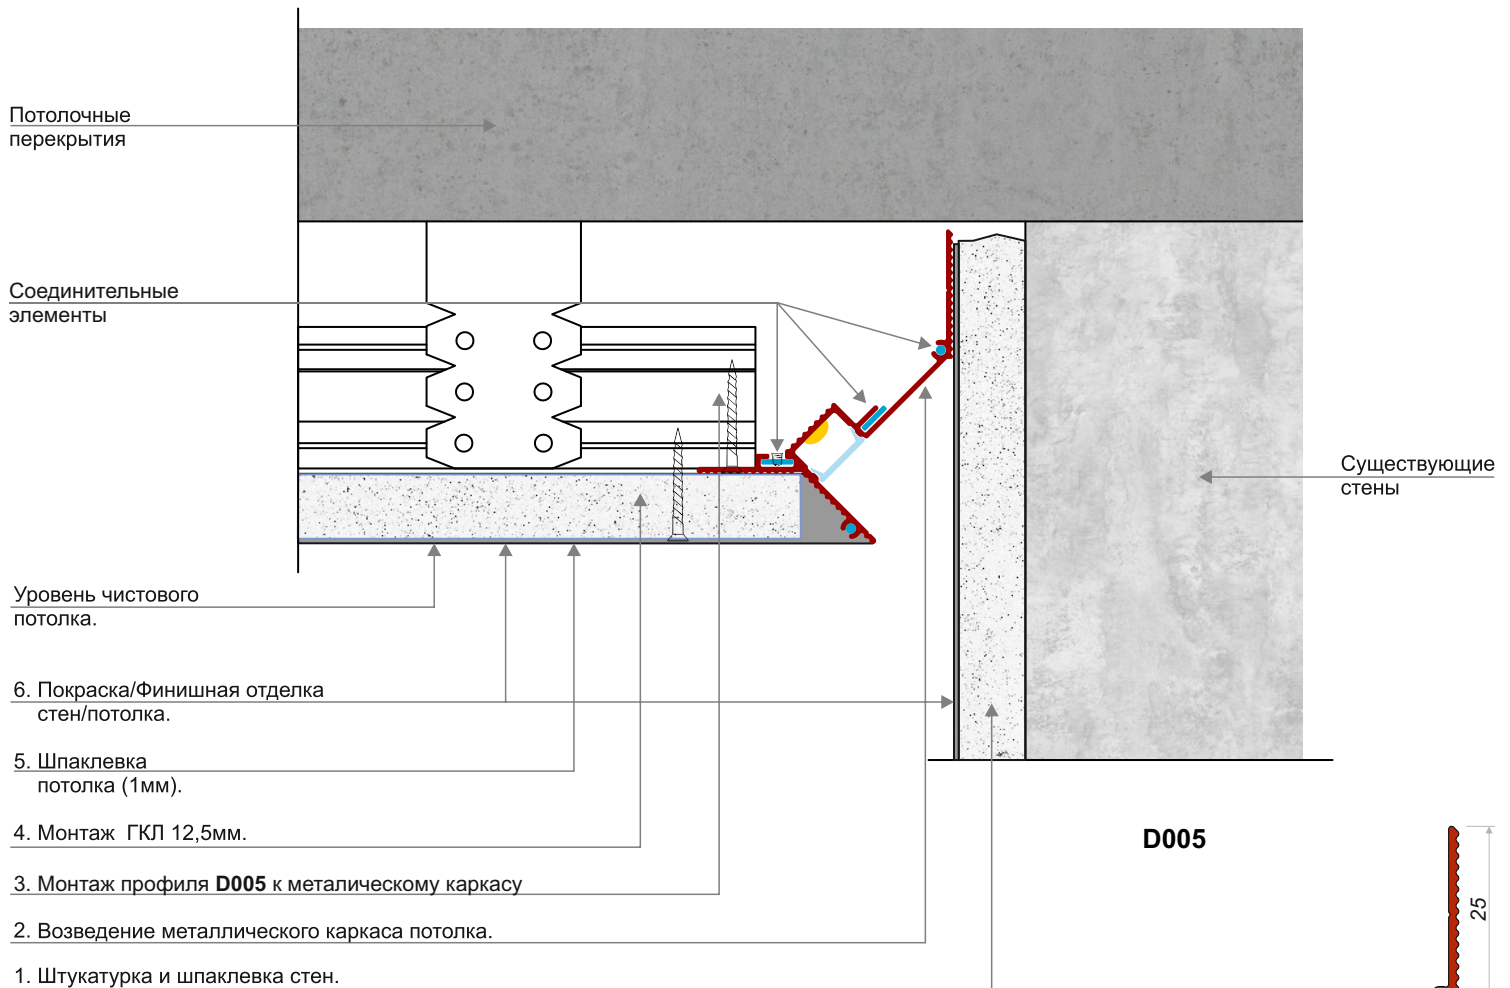 Потолочные
перекрытия
Соединительные
элементы
Существующие
стены
Уровень чистового
потолка.
6. Покраска/Финишная отделка
стен/потолка.
5. Шпаклевка
потолка (1мм).
4. Монтаж ГКЛ 12,5мм.
3. Монтаж профиля D005 к металическому каркасу
2. Возведение металлического каркаса потолка.
1. Штукатурка и шпаклевка стен.
D005
25